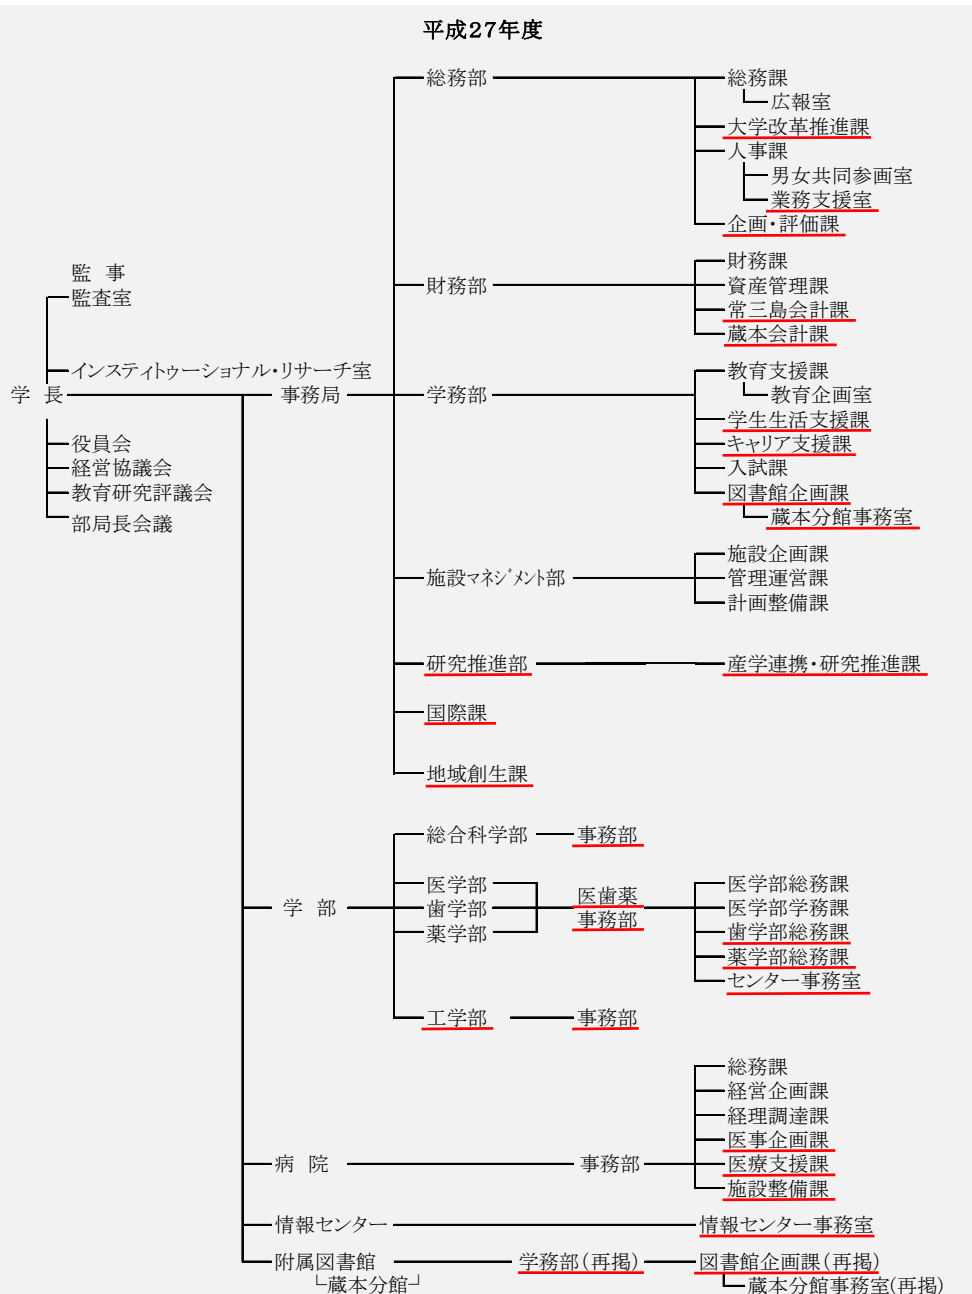 平成27年度
総務部 総務課
広報室
大学改革推進課
人事課
男女共同参画室
業務支援室
企画・評価課
財務課
監 事
財務部 資産管理課
監査室
常三島会計課
蔵本会計課
インスティトゥーショナル・リサーチ室 教育支援課
学 長 事務局 学務部 教育企画室
学生生活支援課
役員会 キャリア支援課
経営協議会 入試課
教育研究評議会 図書館企画課
部局長会議 蔵本分館事務室
施設企画課
施設マネジメント部 管理運営課
計画整備課
研究推進部 産学連携・研究推進課
国際課
地域創生課
総合科学部 事務部
医学部 医歯薬 医学部総務課
学 部 歯学部 事務部 医学部学務課
薬学部 歯学部総務課
薬学部総務課
センター事務室
工学部 事務部
総務課
経営企画課
経理調達課
医事企画課
病 院 事務部 医療支援課
施設整備課
情報センター 情報センター事務室
附属図書館 学務部(再掲) 図書館企画課(再掲)
└蔵本分館┘ 蔵本分館事務室(再掲)